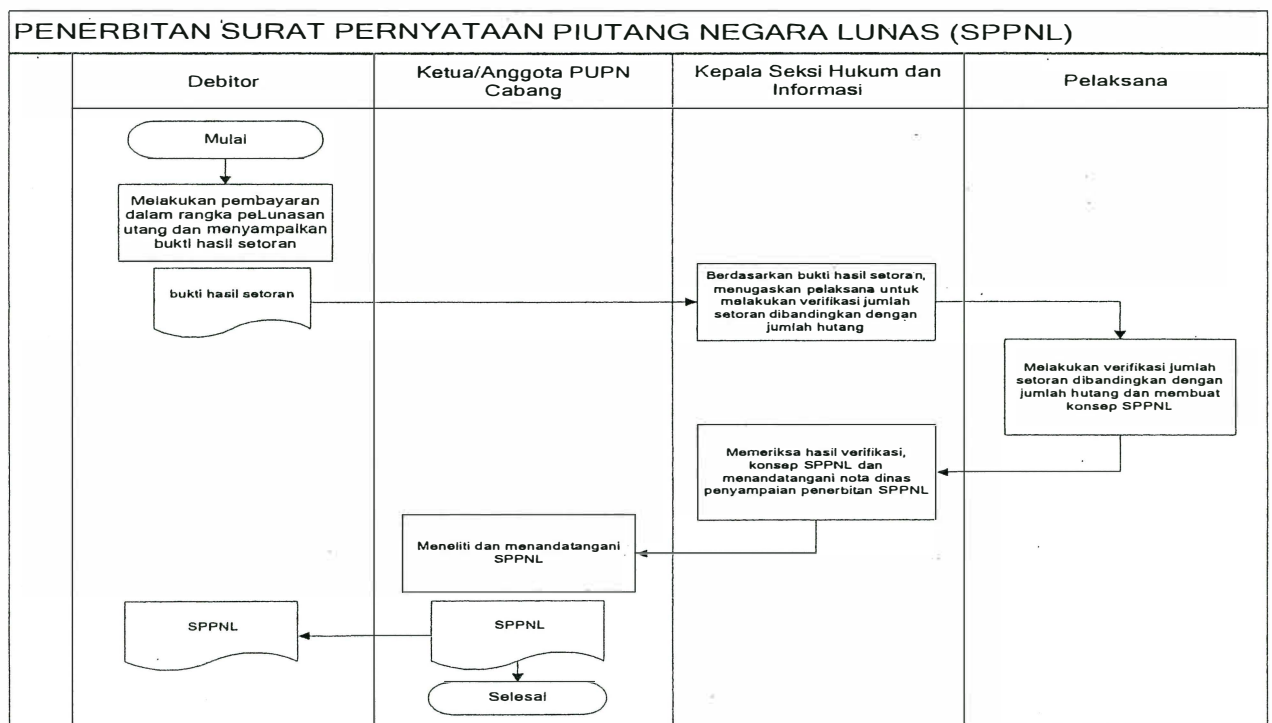 PENERBITAN SURAT PERNYATAAN PIUTANG NEGARA LUNAS (SPPNL)
Debitor
Ketua/Anggota PUPN
Cabang
Kepala Seksi Hukum dan
Informasi
Pelaksana
Mulai
Melakukan pembayaran
dalam rangka peLunasan
utang dan menyampaikan
bukti hasil setoran
bukti hasil setoran
Berdasarkan bukti hasil setoran,
menugaskan pelaksana untuk
melakukan verifikasi jumlah
setoran dibandingkan dengan
jumlah hutang
Melakukan verifikasi jumlah
setoran dibandingkan dengan
jumlah hutang dan membuat
konsep SPPNL
Memeriksa hasil verifikasi,
konsep SPPNL dan
menandatangani nota dinas
penyampaian penerbitan SPPNL
Meneliti dan menandatangani
SPPNL
SPPNL
SPPNL
Selesai